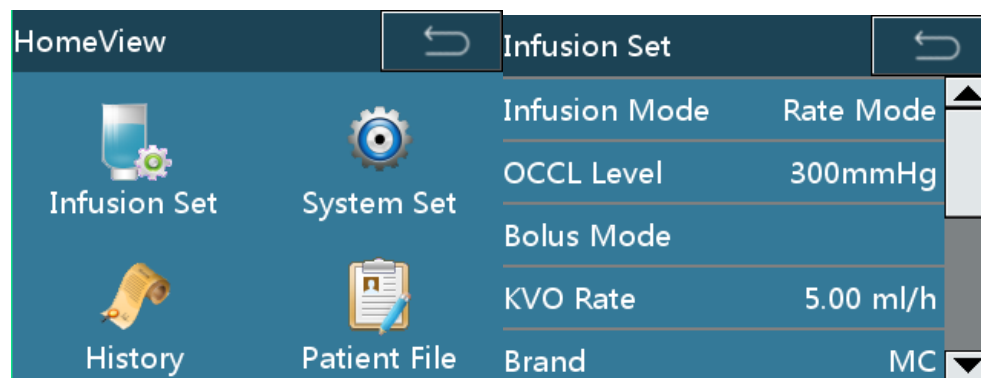 HomeView
Infusion Set
System Set
History
Patient File
Infusion Set
Infusion Mode Rate Mode
OCCL Level 300mmHg
Bolus Mode
KVO Rate 5.00 ml/h
Brand MC